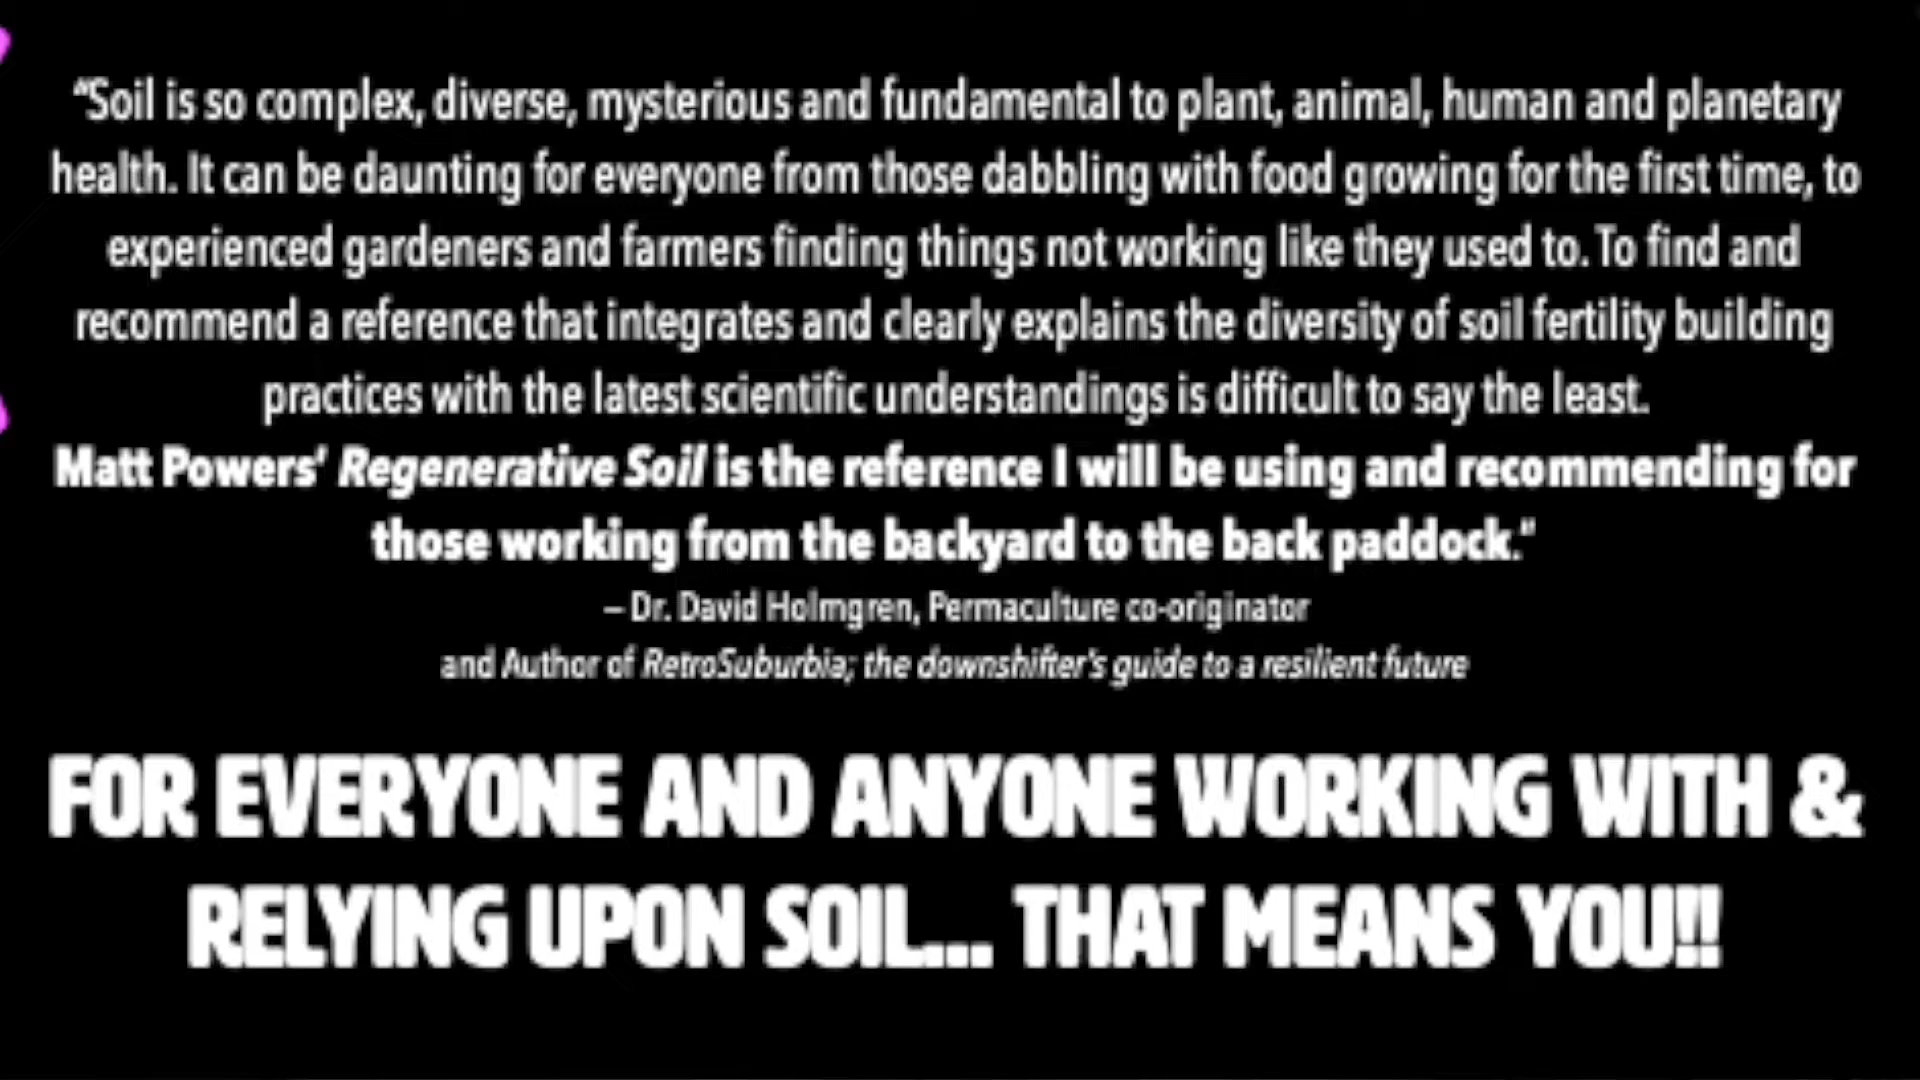 “Soil is so complex, diverse, mysterious and fundamental to plant, animal, human and planetary
health. It can be daunting for everyone from those dabbling with food growing for the first time, to
experienced gardeners and farmers finding things not working like they used to. To find and
recommend a reference that integrates and clearly explains the diversity of soil fertility building
practices with the latest scientific understandings is difficult to say the least.
Matt Powers’ Regenerative Soil is the reference I will be using and recommending for
those working from the backyard to the back paddock.”
– Dr. David Holmgren, Permaculture co-originator
and Author of RetroSuburbia; the downshifter’s guide to a resilient future
FOR EVERYONE AND ANYONE WORKING WITH &
RELYING UPON SOIL... THAT MEANS YOU!!